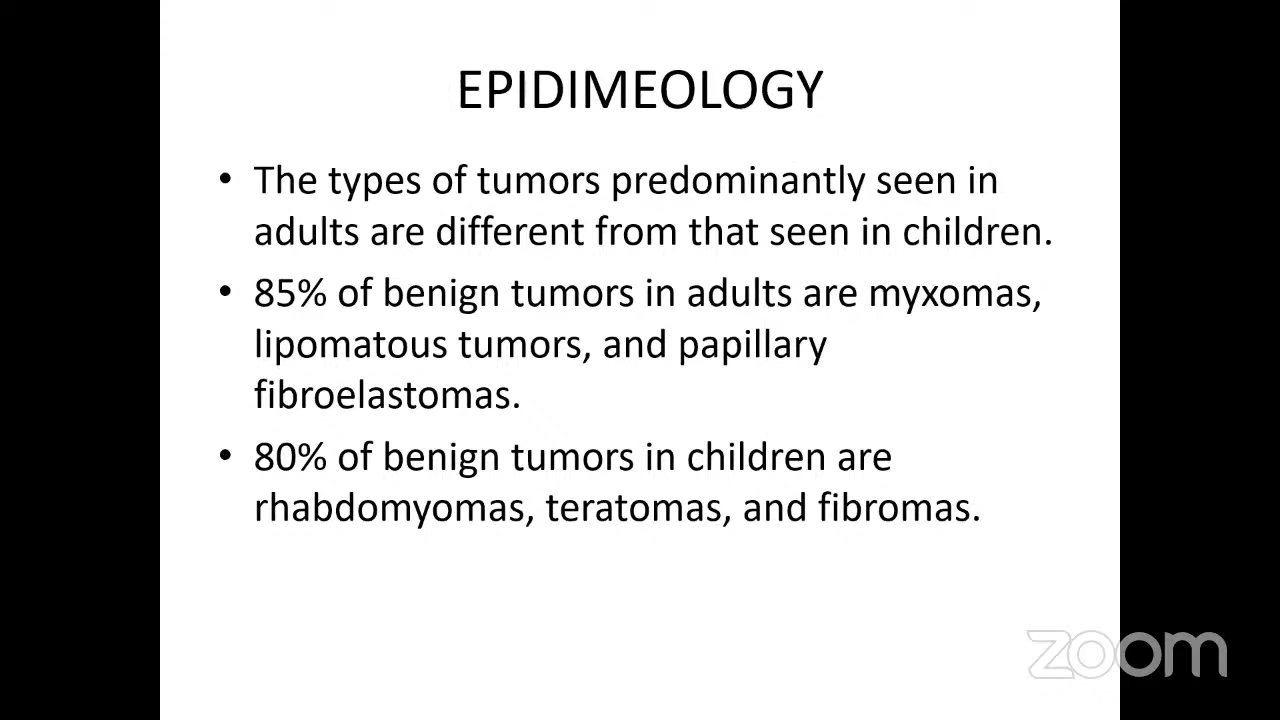 EPIDIMEOLOGY
• The types of tumors predominantly seen in
adults are different from that seen in children.
• 85% of benign tumors in adults are myxomas,
lipomatous tumors, and papillary
fibroelastomas.
• 80% of benign tumors in children are
rhabdomyomas, teratomas, and fibromas.
zoom